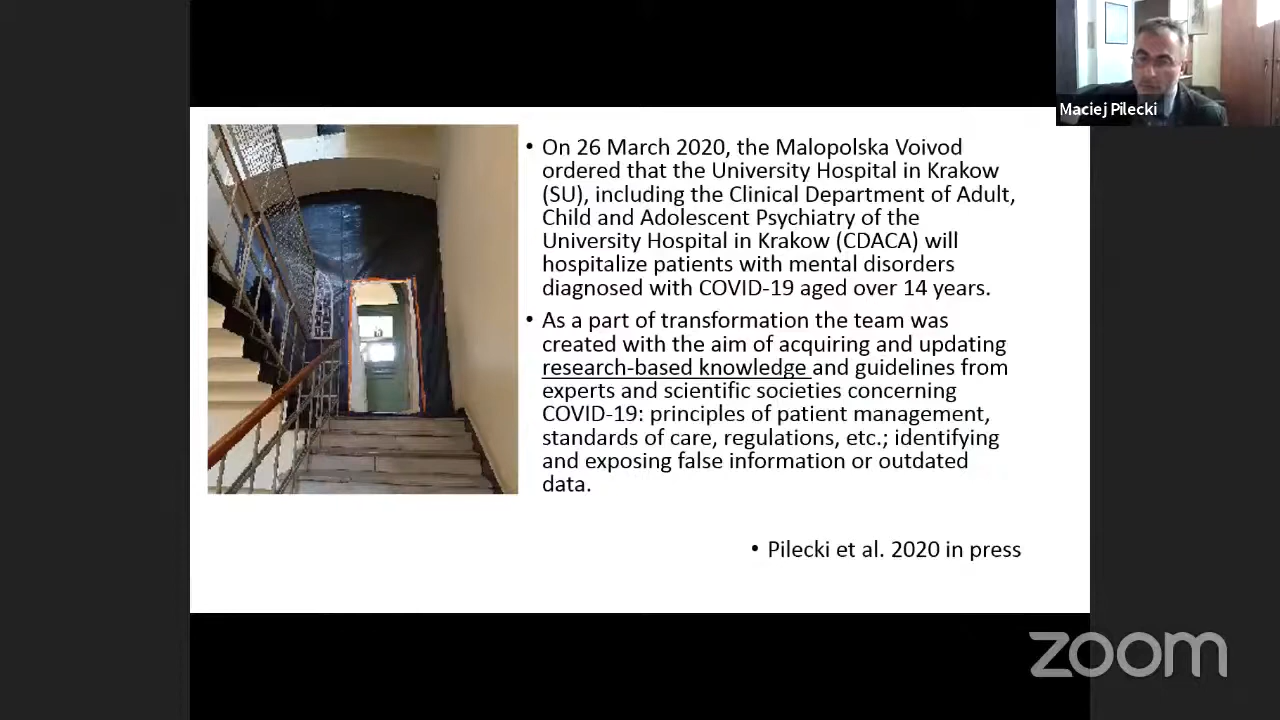 Maciej Pilecki
• On 26 March 2020, the Malopolska Voivod
ordered that the University Hospital in Krakow
(SU), including the Clinical Department of Adult,
Child and Adolescent Psychiatry of the
University Hospital in Krakow (CDACA) will
hospitalize patients with mental disorders
diagnosed with COVID-19 aged over 14 years.
• As a part of transformation the team was
created with the aim of acquiring and updating
research-based knowledge and guidelines from
experts and scientific societies concerning
COVID-19: principles of patient management,
standards of care, regulations, etc.; identifying
and exposing false information or outdated
data.
• Pilecki et al. 2020 in press
zoom